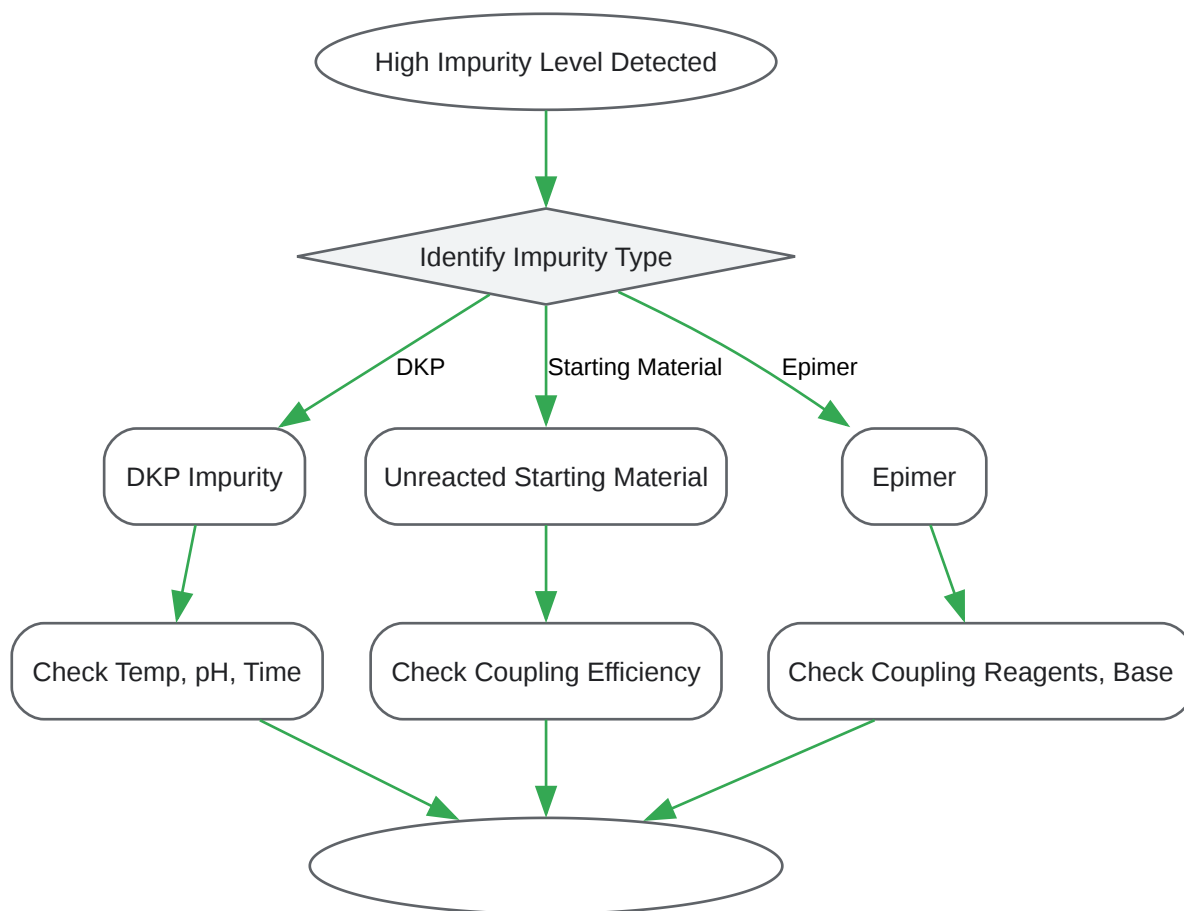 High Impurity Level Detected
Identify Impurity Type
DKP
Starting Material
Epimer
DKP Impurity
Unreacted Starting Material
Epimer
Check Temp, pH, Time
Check Coupling Efficiency
Check Coupling Reagents, Base